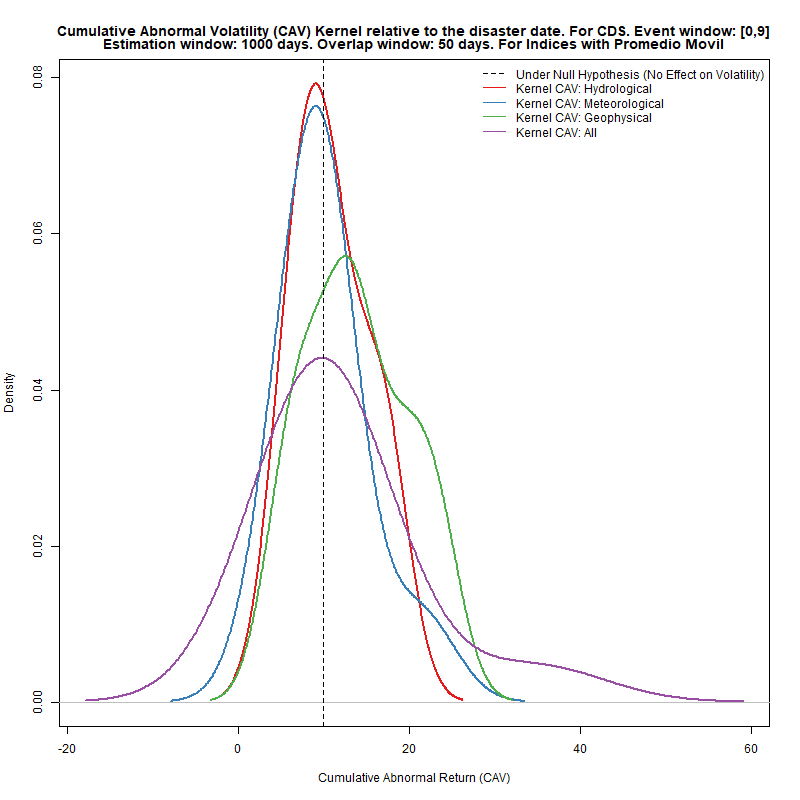 Cumulative Abnormal Volatility (CAV) Kernel relative to the disaster date. For CDS. Event window: [0,9]
Estimation window: 1000 days. Overlap window: 50 days. For Indices with Promedio Movil
Under Null Hypothesis (No Effect on Volatility)
Kernel CAV: Hydrological
Kernel CAV: Meteorological
Kernel CAV: Geophysical
Kernel CAV: All
Density
0.08
0.06
0.04
0.02
0.00
-20 0 20 40 60
Cumulative Abnormal Return (CAV)